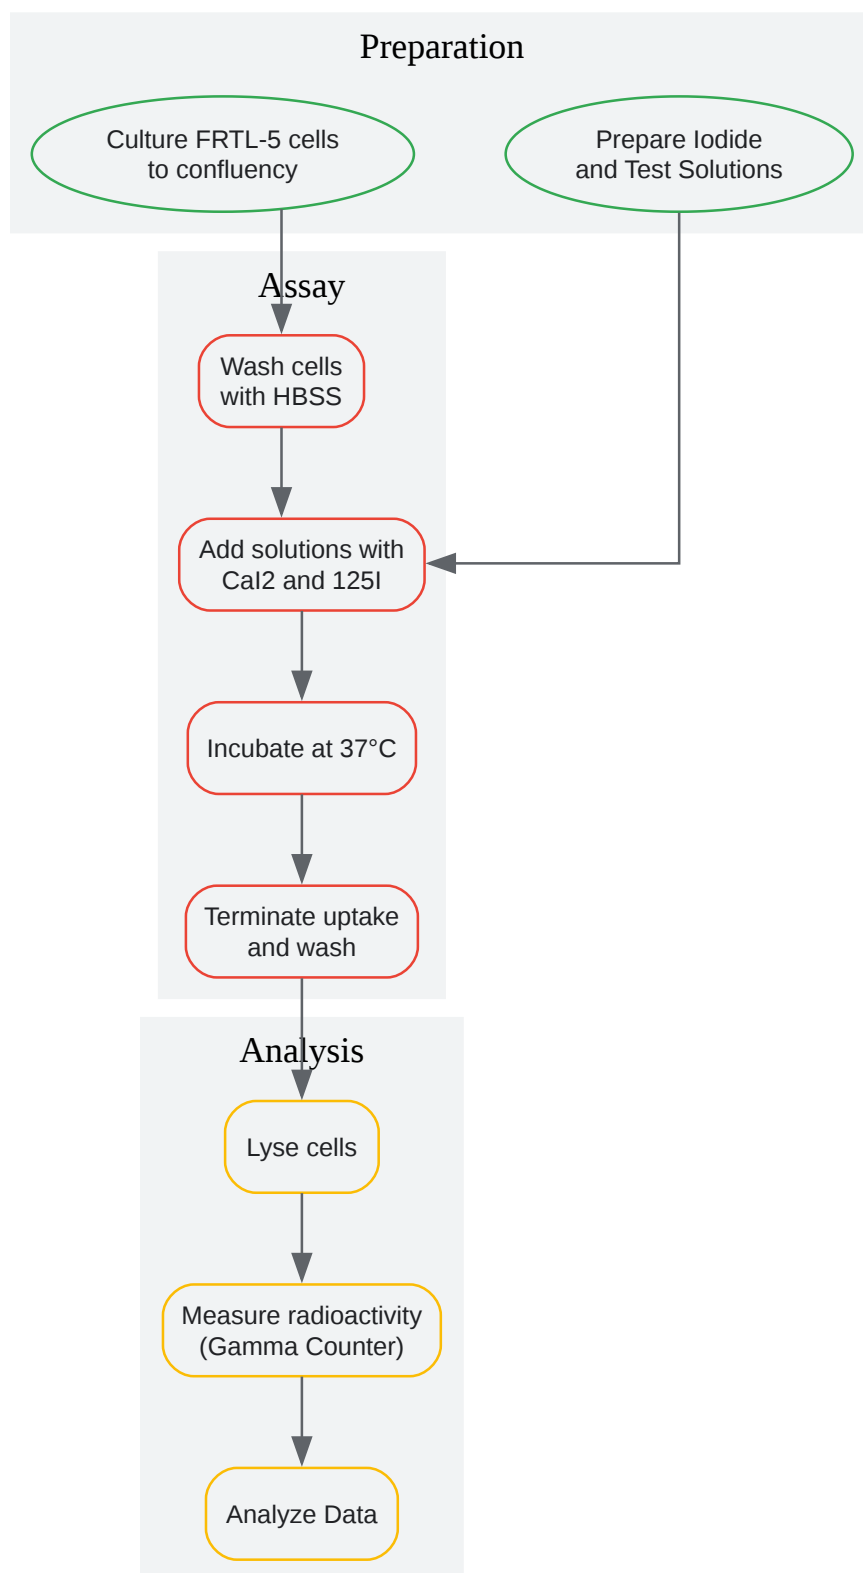 Preparation
Culture FRTL-5 cells
to confluency
Prepare Iodide
and Test Solutions
Assay
Wash cells
with HBSS
Add solutions with
CaI2 and 125I
Incubate at 37°C
Terminate uptake
and wash
Analysis
Lyse cells
Measure radioactivity
(Gamma Counter)
Analyze Data